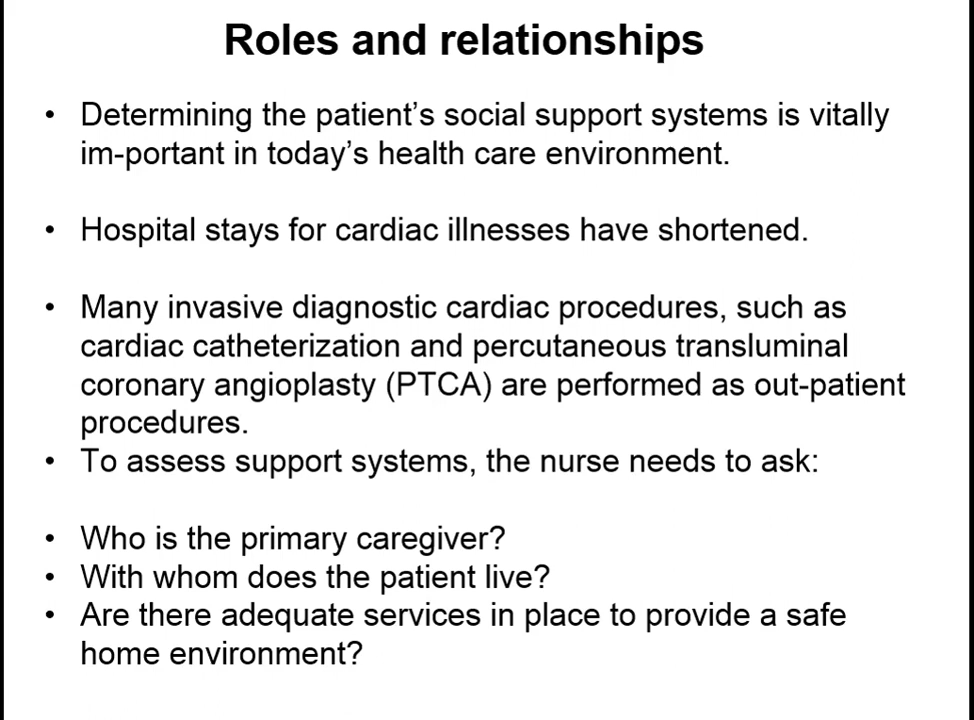 Roles and relationships
• Determining the patient's social support systems is vitally
im-portant in today's health care environment.
• Hospital stays for cardiac illnesses have shortened.
• Many invasive diagnostic cardiac procedures, such as
cardiac catheterization and percutaneous transluminal
coronary angioplasty (PTCA) are performed as out-patient
procedures.
• To assess support systems, the nurse needs to ask:
• Who is the primary caregiver?
• With whom does the patient live?
• Are there adequate services in place to provide a safe
home environment?